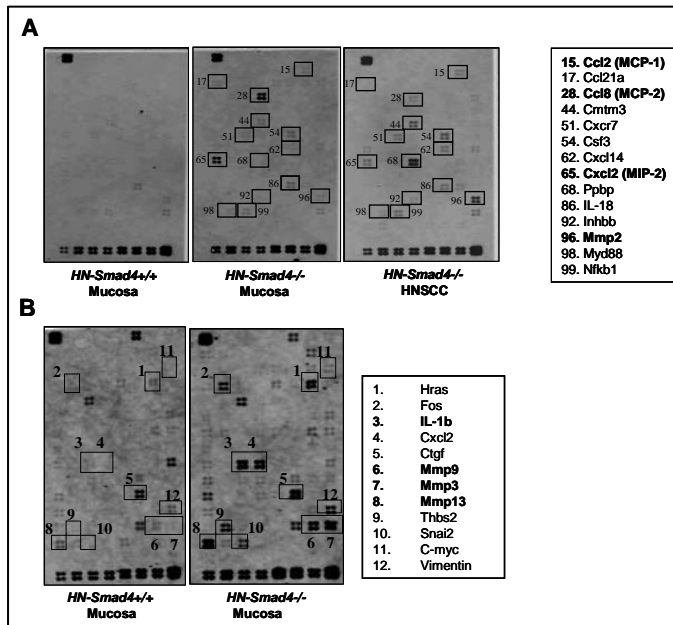 A
15
17
28
44
51
54
62
65
68
86
92
96
98
99
15
17
28
44
51
54
62
65
68
86
92
96
98
99
HN-Smad4+/+
Mucosa
HN-Smad4-/-
Mucosa
HN-Smad4-/-
HNSCC
15. Ccl2 (MCP-1)
17. Ccl21a
28. Ccl8 (MCP-2)
44. Cmtm3
51. Cxcr7
54. Csf3
62. Cxcl14
65. Cxcl2 (MIP-2)
68. Ppbp
86. IL-18
92. Inhbb
96. Mmp2
98. Myd88
99. Nfkb1
B
11
2
1
3 4
5
12
9
8
10
6 7
11
2
1
3 4
5
12
9
8
10
6 7
HN-Smad4+/+
Mucosa
HN-Smad4-/-
Mucosa
1. Hras
2. Fos
3. IL-1b
4. Cxcl2
5. Ctgf
6. Mmp9
7. Mmp3
8. Mmp13
9. Thbs2
10. Snai2
11. C-myc
12. Vimentin